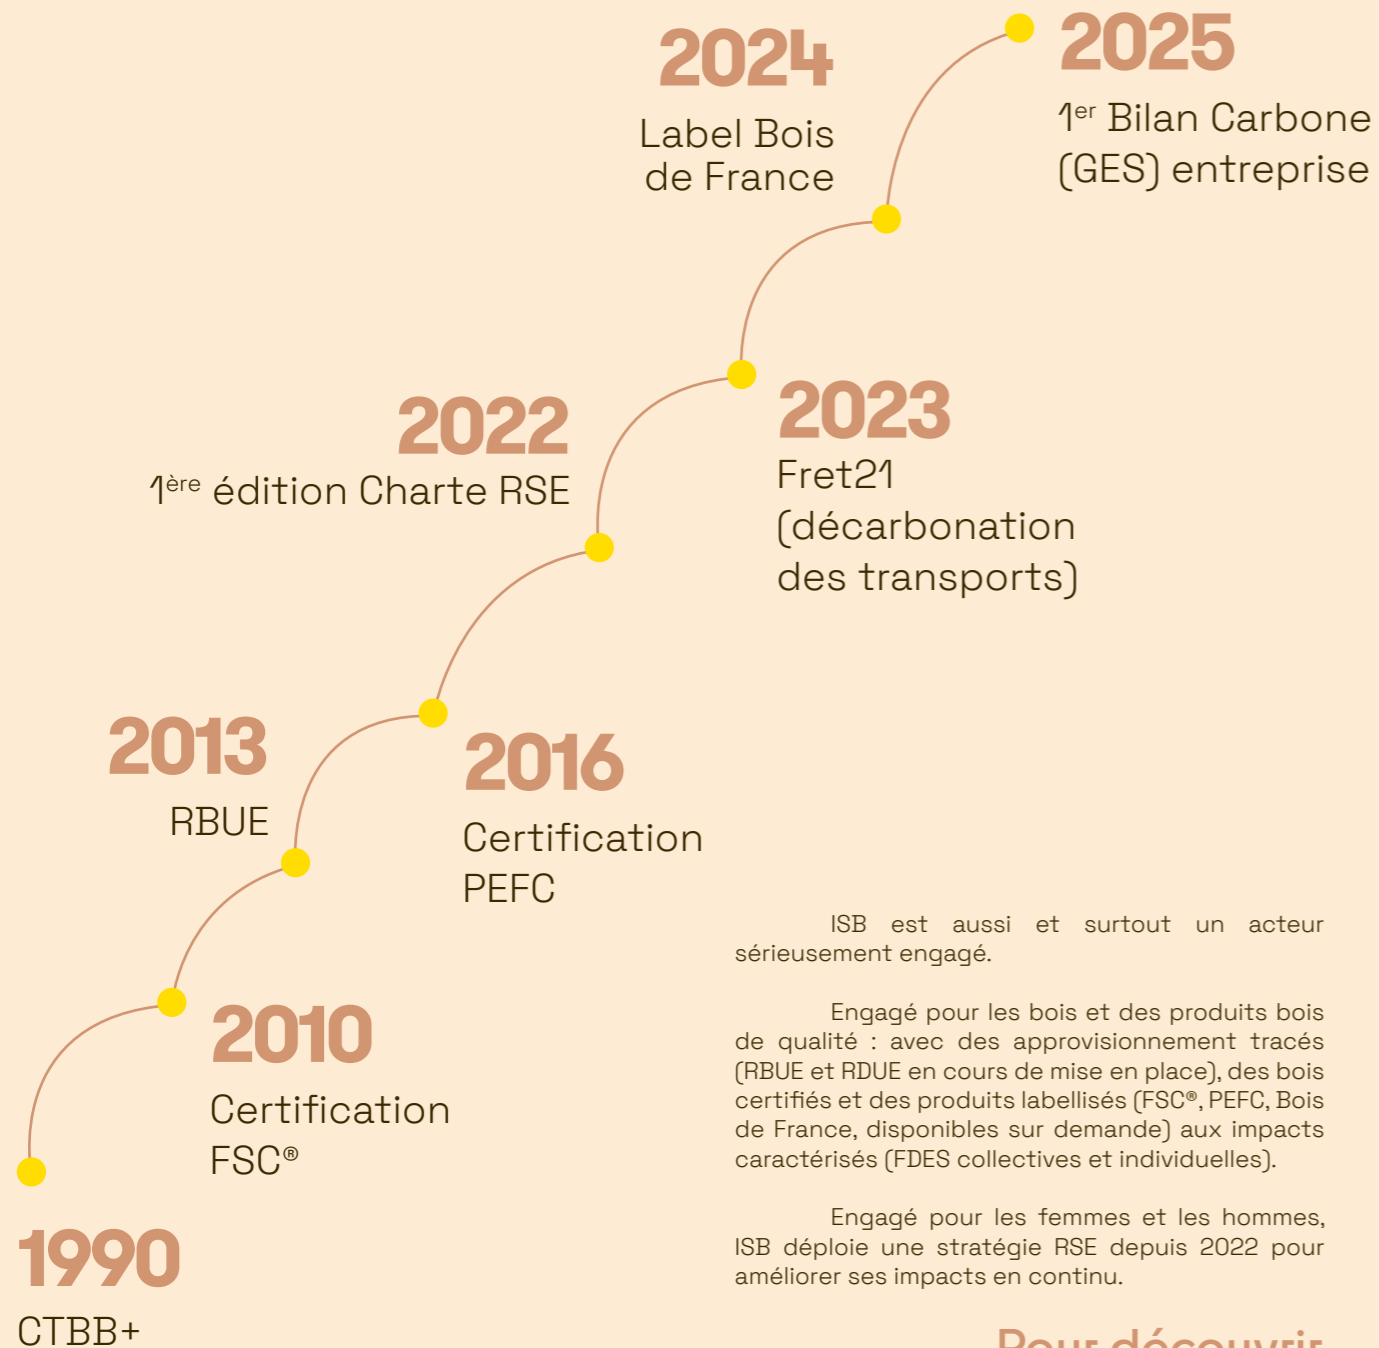 2024
Label Bois
de France
2025
1er Bilan Carbone
(GES) entreprise
2022
1ère édition Charte RSE
2023
Fret21
(décarbonation
des transports)
2013
RBUE
2016
Certification
PEFC
2010
Certification
FSC®
1990
CTBB+
ISB est aussi et surtout un acteur
sérieusement engagé.
Engagé pour les bois et des produits bois
de qualité : avec des approvisionnement tracés
(RBUE et RDUE en cours de mise en place), des bois
certifiés et des produits labellisés (FSC®, PEFC, Bois
de France, disponibles sur demande) aux impacts
caractérisés (FDES collectives et individuelles).
Engagé pour les femmes et les hommes,
ISB déploie une stratégie RSE depuis 2022 pour
améliorer ses impacts en continu.
Pour découvrir